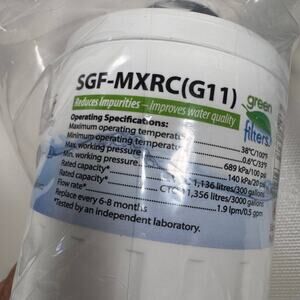 SGF-MXRC(G11)
Reduces Impurities – Improves water quality
green
filters
Operating Specifications:
Maximum operating temperature 38°C/100°F
Minimum operating temperature 0.6°C/33°F
Max. working pressure 689 kPa/100 psi
Min. working pressure 140 kPa/20 psi
Rated capacity* 1,136 litres/300 gallons
Rated capacity* CTO 11,356 litres/3000 gallons
Flow rate* 1.9 lpm/0.5 gpm
Replace every 6-8 months
*Tested by an independent laboratory.